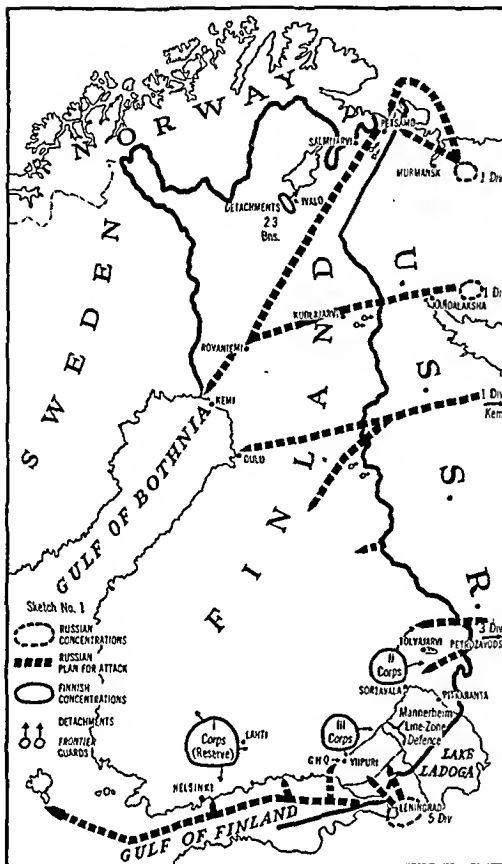 NORWAY
PETSAMO
SALMIJARVI
MURMANSK
1 Div
IVALO
DETACHMENTS
23
Bns.
SWEDEN
FINLAND
U.S.S.R.
1 Div
KANDALAKSHA
KUOLAJARVI
ROVANIEMI
KEMI
1 Div
Kem
OULU
GULF OF BOTHNIA
Sketch No. 1
RUSSIAN
CONCENTRATIONS
RUSSIAN
PLAN FOR ATTACK
FINNISH
CONCENTRATIONS
DETACHMENTS
FRONTIER
GUARDS
3 Div
PETROZAVODSK
TOLVAJARVI
II
Corps
SORTAVALA
PITKARANTA
Mannerheim
Line-Zone
Defence
LAKE
LADOGA
I
Corps
(Reserve)
LAHTI
III
Corps
GHQ
VIIPURI
HELSINKI
LENINGRAD
5 Div
GULF OF FINLAND